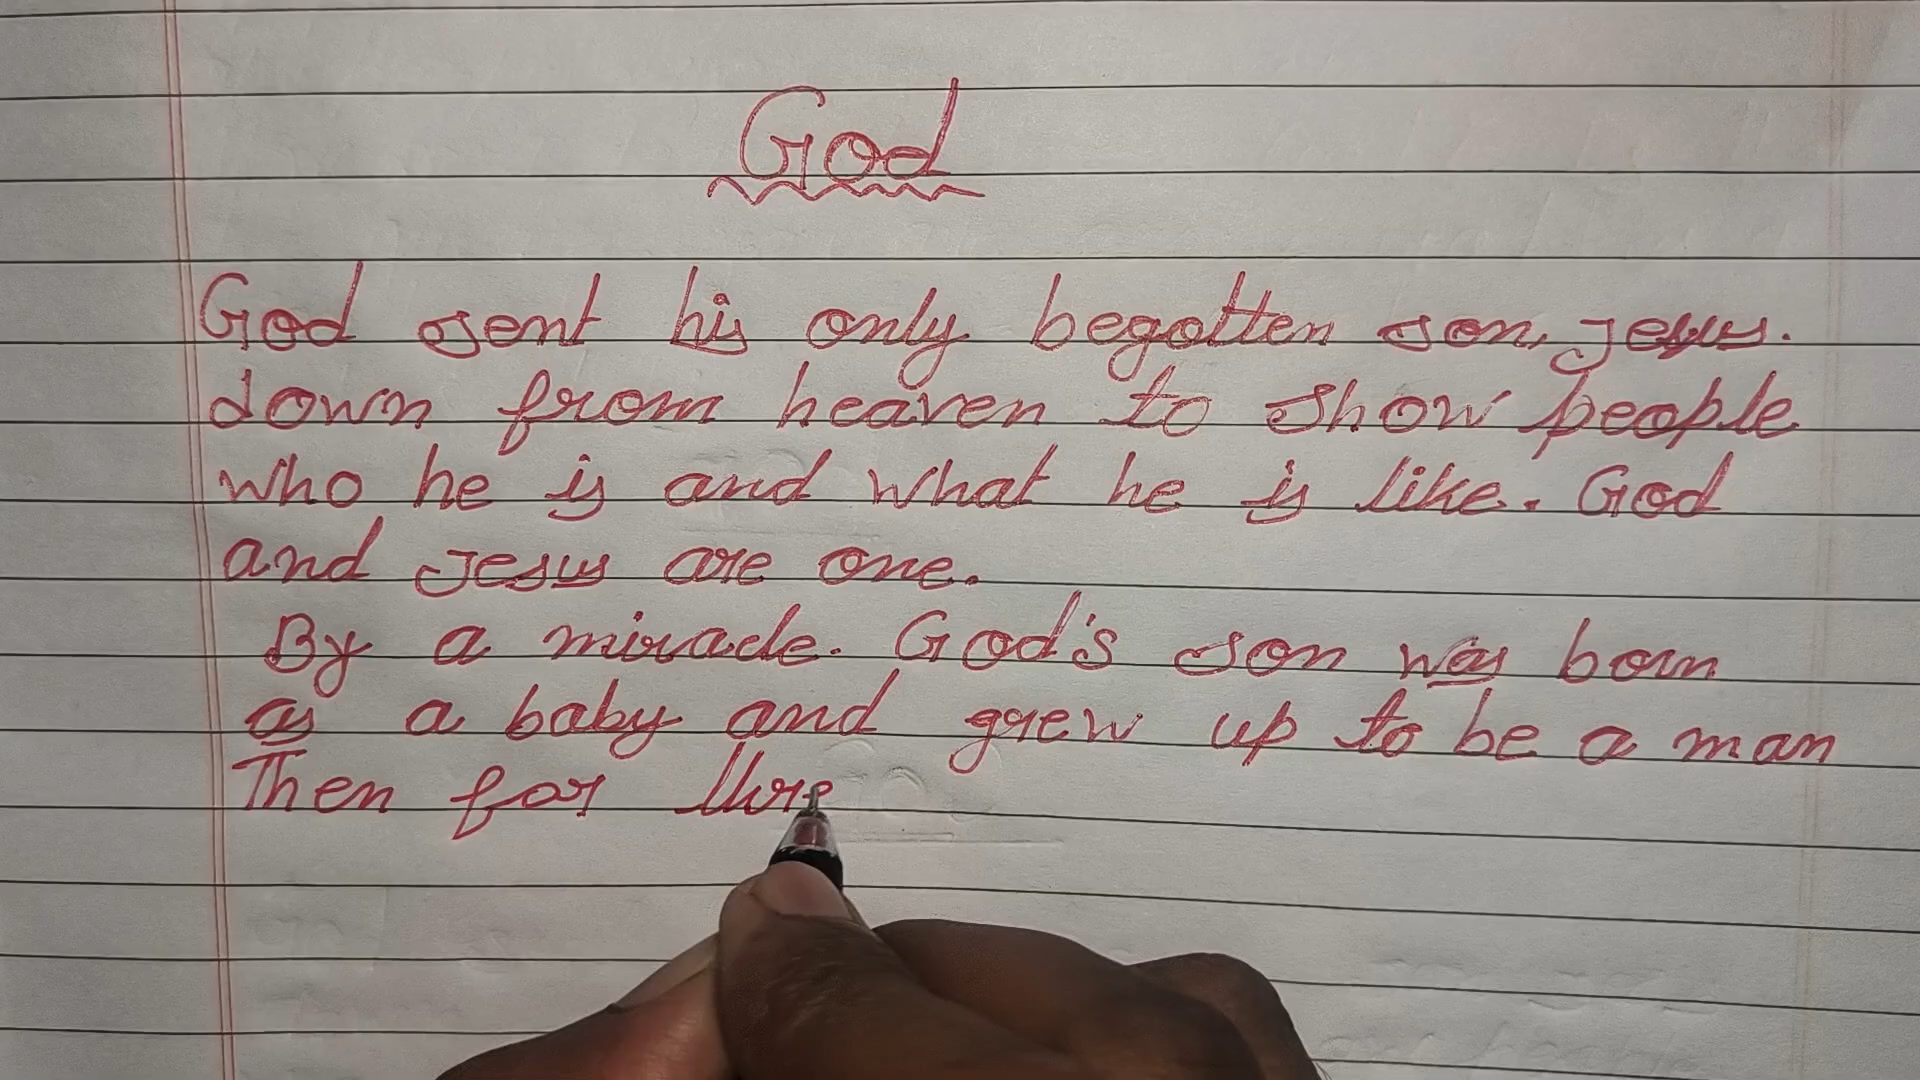 God
God sent his only begotten son, Jesus.
down from heaven to show people
who he is and what he is like. God
and Jesus are one.
By a miracle. God's son was born
as a baby and grew up to be a man
Then for thre